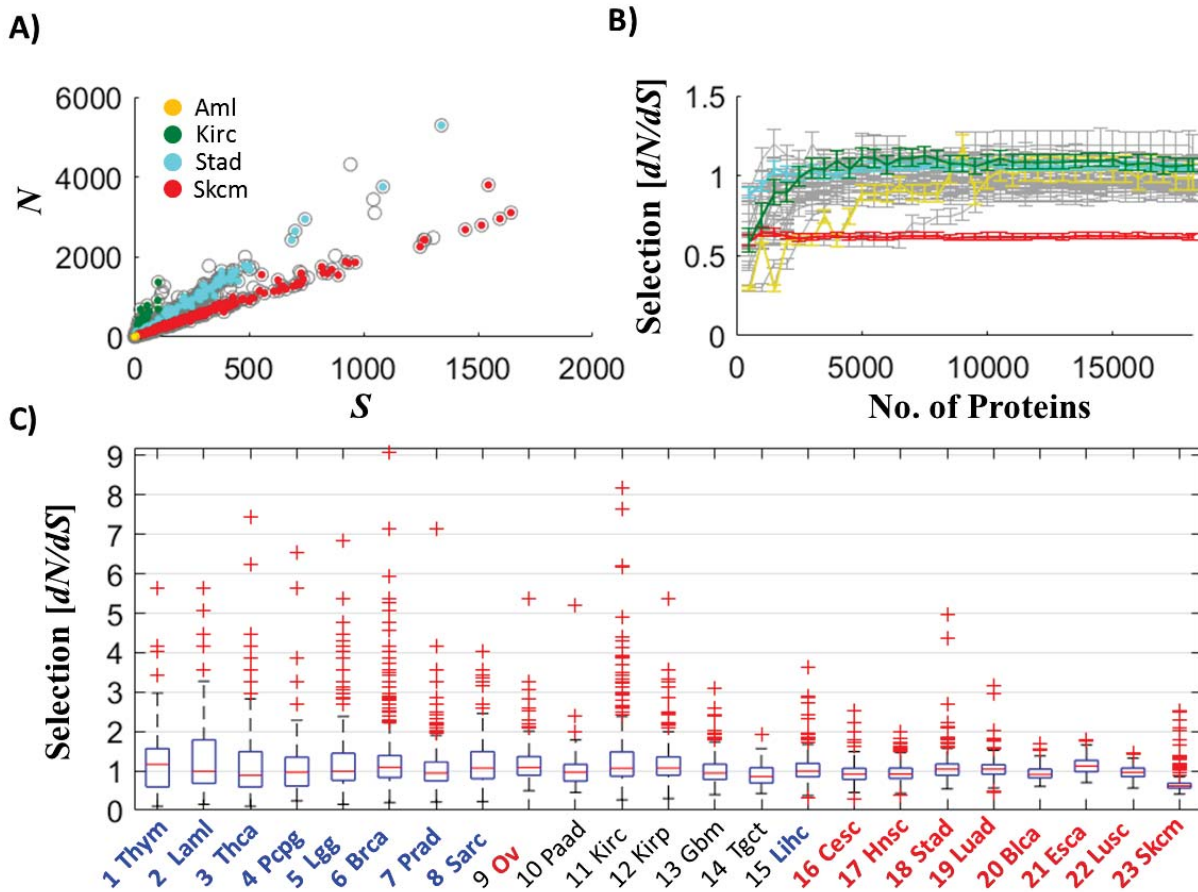 A)
6000
4000
2000
0
N
Aml
Kirc
Stad
Skcm
0 500 1000 1500 2000
S
B)
1.5
1
0.5
0
Selection [dN/dS]
0 5000 10000 15000
No. of Proteins
C)
9
8
7
6
5
4
3
2
1
0
Selection [dN/dS]
1 Thym
2 Laml
3 Thca
4 Pcpg
5 Lgg
6 Brca
7 Prad
8 Sarc
9 Ov
10 Paad
11 Kirc
12 Kirp
13 Gbm
14 Tgct
15 Lihc
16 Cesc
17 Hnsc
18 Stad
19 Luad
20 Blca
21 Esca
22 Lusc
23 Skcm